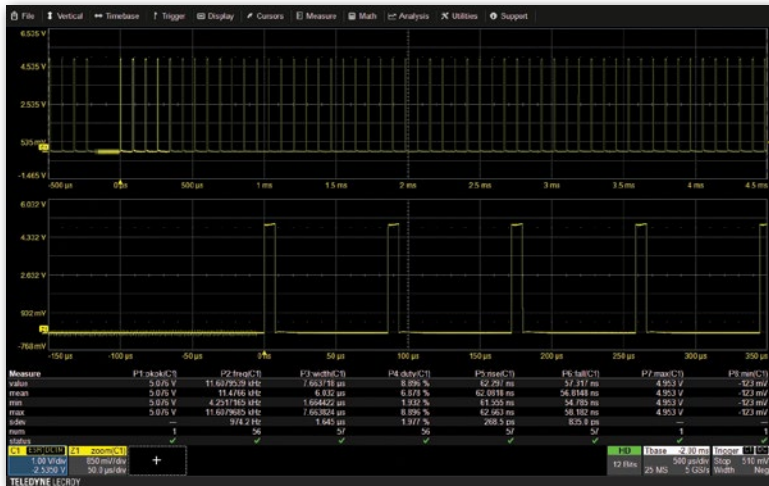 File Vertical Timebase Trigger Display Cursors Measure Math Analysis Utilities Support
6.535 V
4.535 V
2.535 V
535 mV
-1.465 V
-500 µs 0 µs 500 µs 1 ms 1.5 ms 2 ms 2.5 ms 3 ms 3.5 ms 4 ms 4.5 ms
6.032 V
4.332 V
2.632 V
932 mV
-768 mV
-150 µs -100 µs -50 µs 0 µs 50 µs 100 µs 150 µs 200 µs 250 µs 300 µs 350 µs
Measure P1:pkpk(C1) P2:freq(C1) P3:width(C1) P4:duty(C1) P5:rise(C1) P6:fall(C1) P7:max(C1) P8:min(C1)
value 5.076 V 11.6079539 kHz 7.663718 µs 8.896 % 62.297 ns 57.317 ns 4.953 V -123 mV
mean 5.076 V 11.4766 kHz 6.032 µs 6.878 % 62.0818 ns 56.8148 ns 4.953 V -123 mV
min 5.076 V 4.2517165 kHz 1.664422 µs 1.932 % 61.555 ns 54.785 ns 4.953 V -123 mV
max 5.076 V 11.6079685 kHz 7.663824 µs 8.896 % 62.663 ns 58.182 ns 4.953 V -123 mV
sdev --- 974.2 Hz 1.645 µs 1.977 % 268.5 ps 835.0 ps --- ---
num 1 56 57 56 57 57 1 1
status
C1 DC1M Z1 zoom(C1) HD Tbase -2.00 ms Trigger C1
1.00 V/div 850 mV/div 12 Bits 500 µs/div Stop 510 mV
-2.5350 V 50.0 µs/div 25 MS 5 GS/s Width Neg
TELEDYNE LECROY